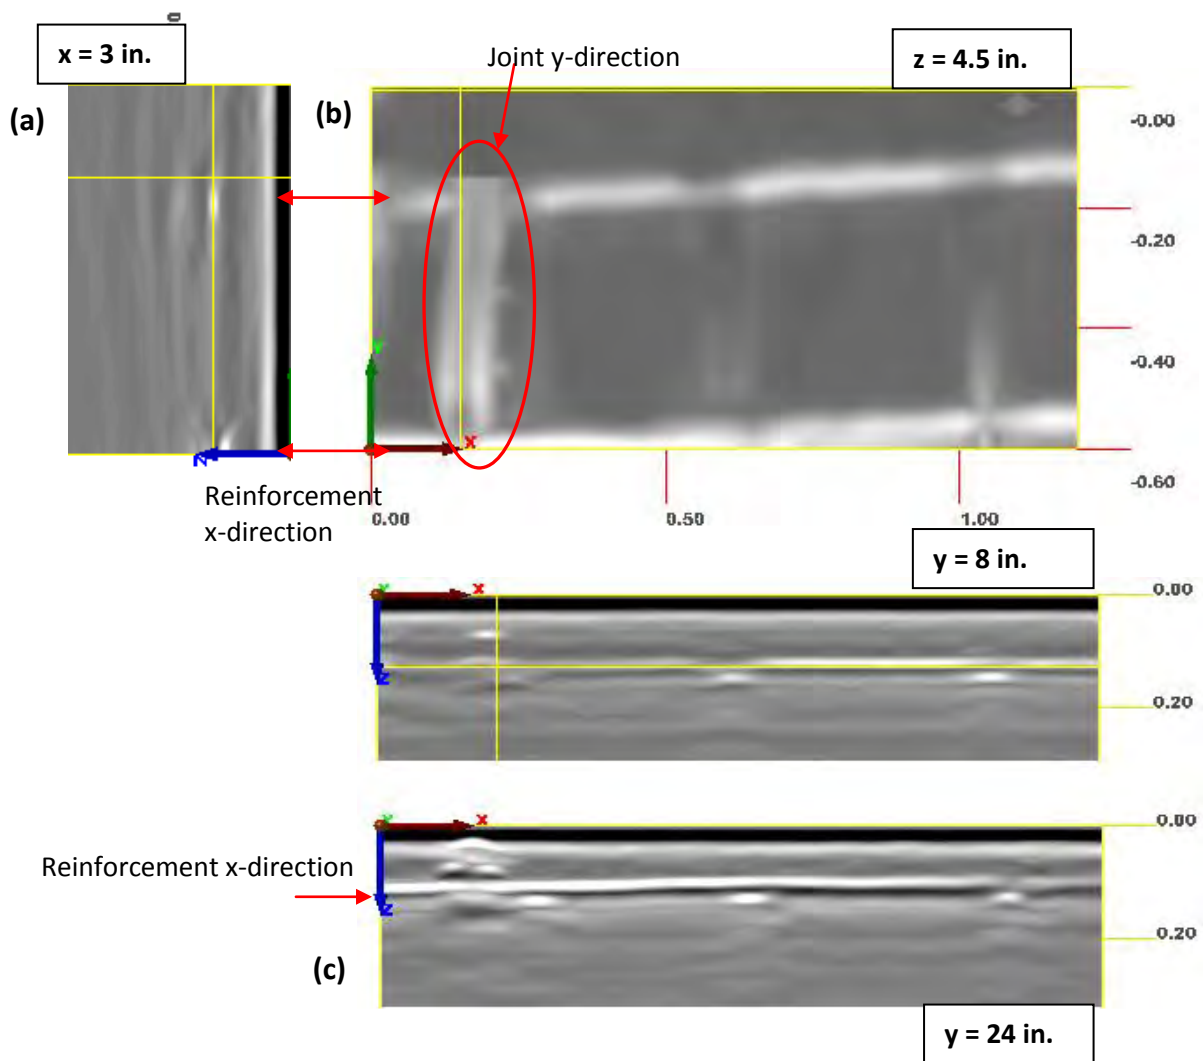 x = 3 in.
Joint y-direction
z = 4.5 in.
(a)
(b)
-0.00
-0.20
-0.40
-0.60
Z
X
Reinforcement
x-direction
0.00
0.50
1.00
y = 8 in.
X
0.00
Z
0.20
X
0.00
Reinforcement x-direction
Z
0.20
(c)
y = 24 in.